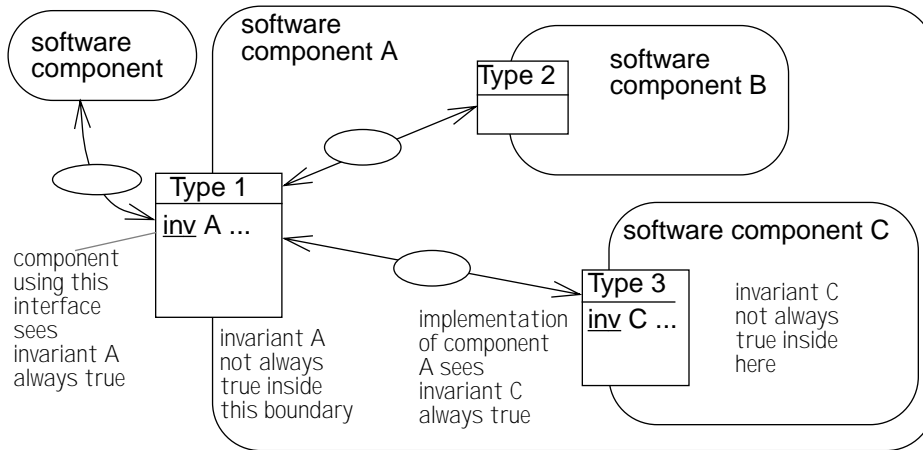 software
component
software
component A
Type 2
software
component B
Type 1
inv A ...
software component C
Type 3
inv C ...
component
using this
interface
sees
invariant A
always true
invariant A
not always
true inside
this boundary
implementation
of component
A sees
invariant C
always true
invariant C
not always
true inside
here